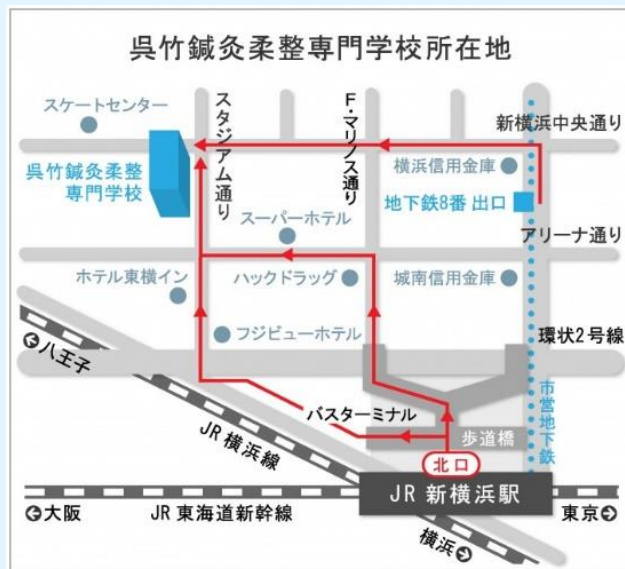 呉竹鍼灸柔整専門学校所在地
スケートセンター
スタジアム通り
F・マリノス通り
新横浜中央通り
呉竹鍼灸柔整
専門学校
横浜信用金庫
地下鉄8番 出口
スーパーホテル
アリーナ通り
ホテル東横イン
ハックドラッグ
城南信用金庫
フジビューホテル
環状2号線
八王子
市営地下鉄
バスターミナル
歩道橋
JR 横浜線
北口
JR 新横浜駅
大阪
JR 東海道新幹線
東京
横浜